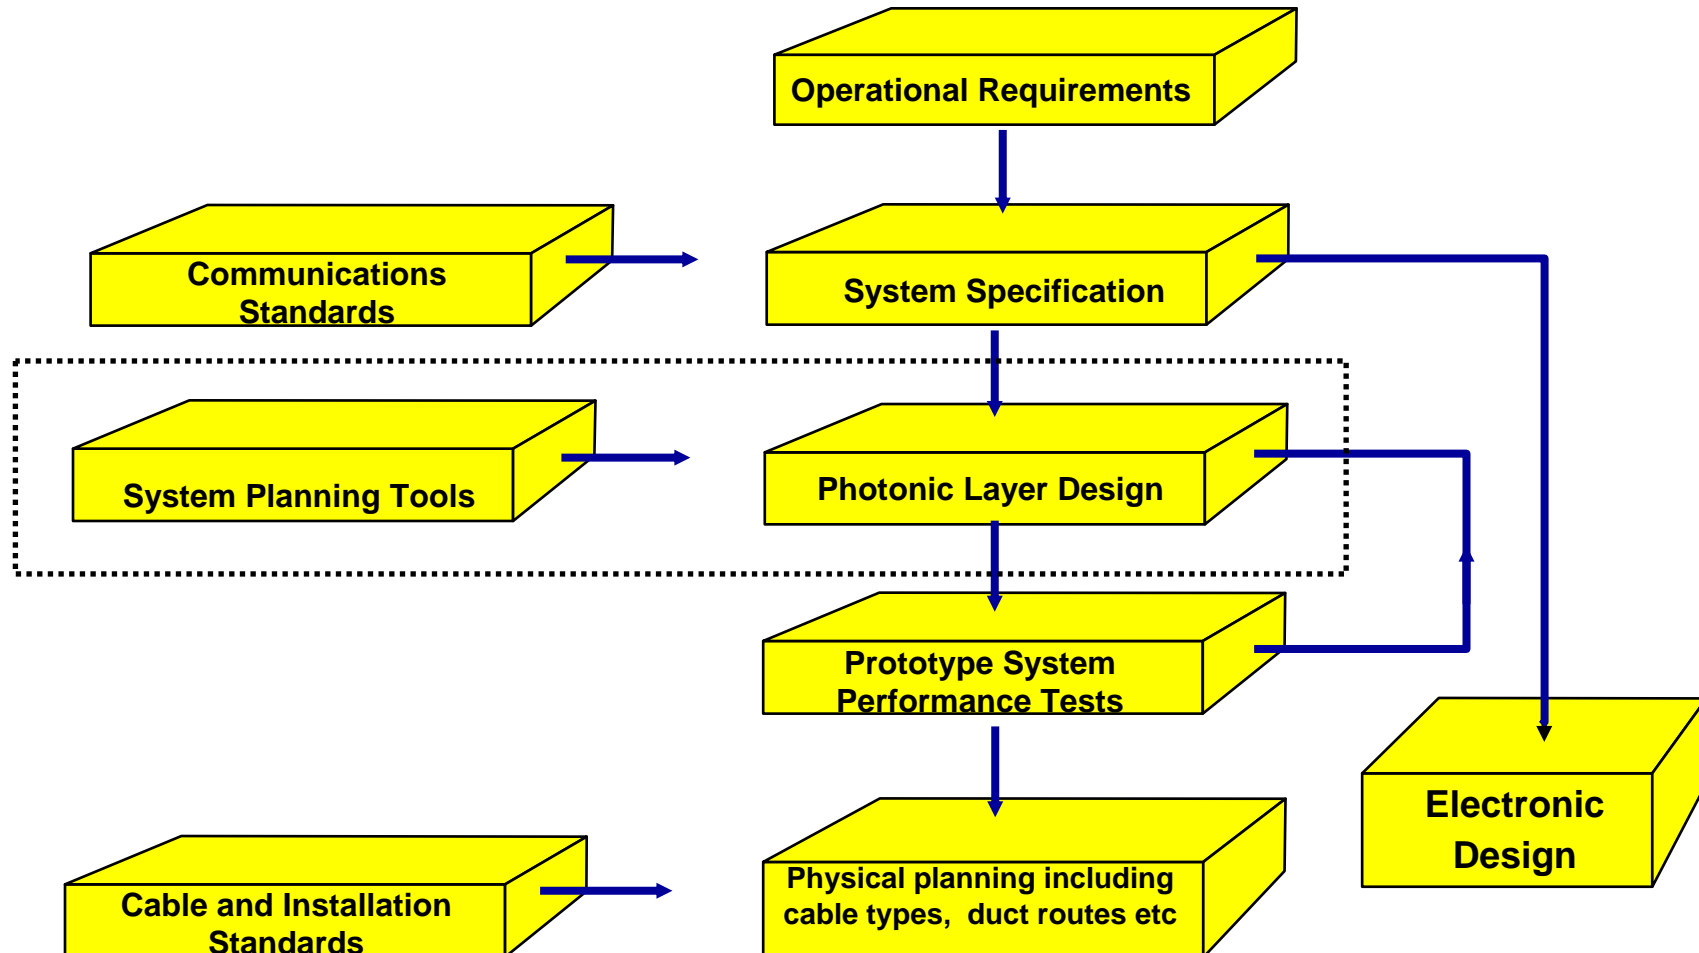 Operational Requirements
Communications
Standards
System Specification
System Planning Tools
Photonic Layer Design
Prototype System
Performance Tests
Electronic
Design
Cable and Installation
Standards
Physical planning including
cable types, duct routes etc